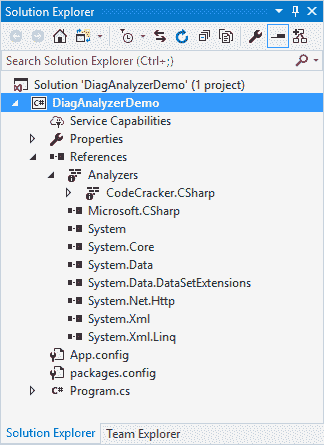 Solution Explorer
Search Solution Explorer (Ctrl+;)
Solution 'DiagAnalyzerDemo' (1 project)
C# DiagAnalyzerDemo
Service Capabilities
Properties
References
Analyzers
CodeCracker.CSharp
Microsoft.CSharp
System
System.Core
System.Data
System.Data.DataSetExtensions
System.Net.Http
System.Xml
System.Xml.Linq
App.config
packages.config
C# Program.cs
Solution Explorer Team Explorer